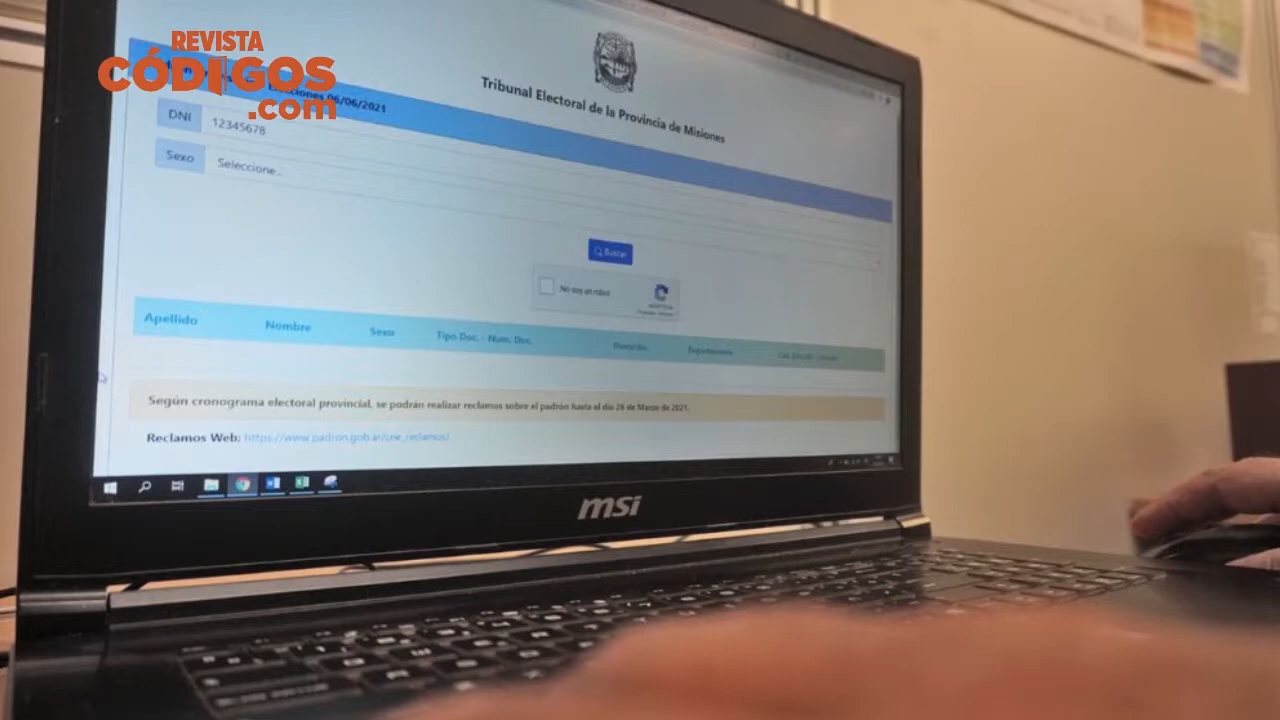 REVISTA
CÓDIGOS
.com
Tribunal Electoral de la Provincia de Misiones
Elecciones 06/06/2021
DNI 12345678
Sexo Seleccione..
Buscar
No soy un robot
Apellido Nombre Sexo Tipo Doc. - Num. Doc. Domicilio Departamento
Según cronograma electoral provincial, se podrán realizar reclamos sobre el padrón hasta el día 26 de Marzo de 2021.
Reclamos Web: https://www.padron.gob.ar/cne_reclamos/
msi